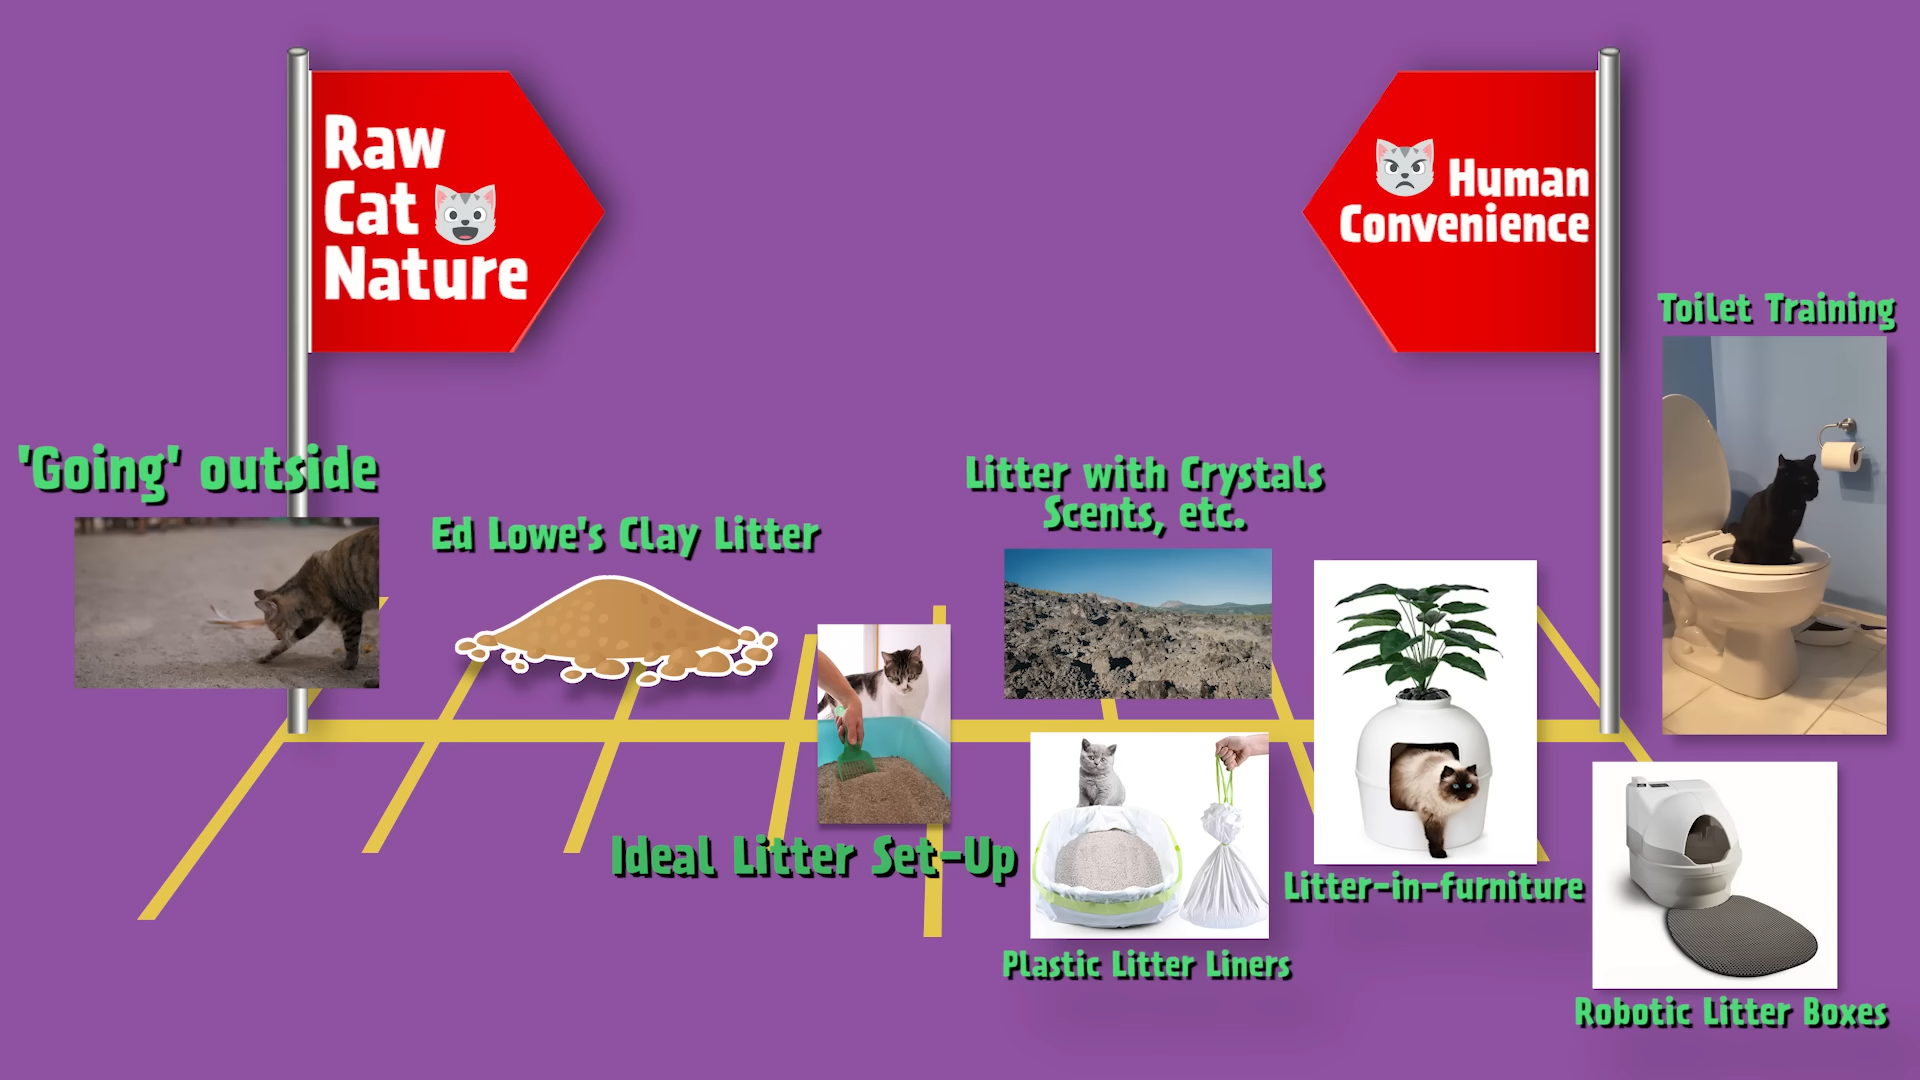 Raw
Cat
Nature
Human
Convenience
Toilet Training
'Going' outside
Ed Lowe's Clay Litter
Litter with Crystals
Scents, etc.
Ideal Litter Set-Up
Plastic Litter Liners
Litter-in-furniture
Robotic Litter Boxes